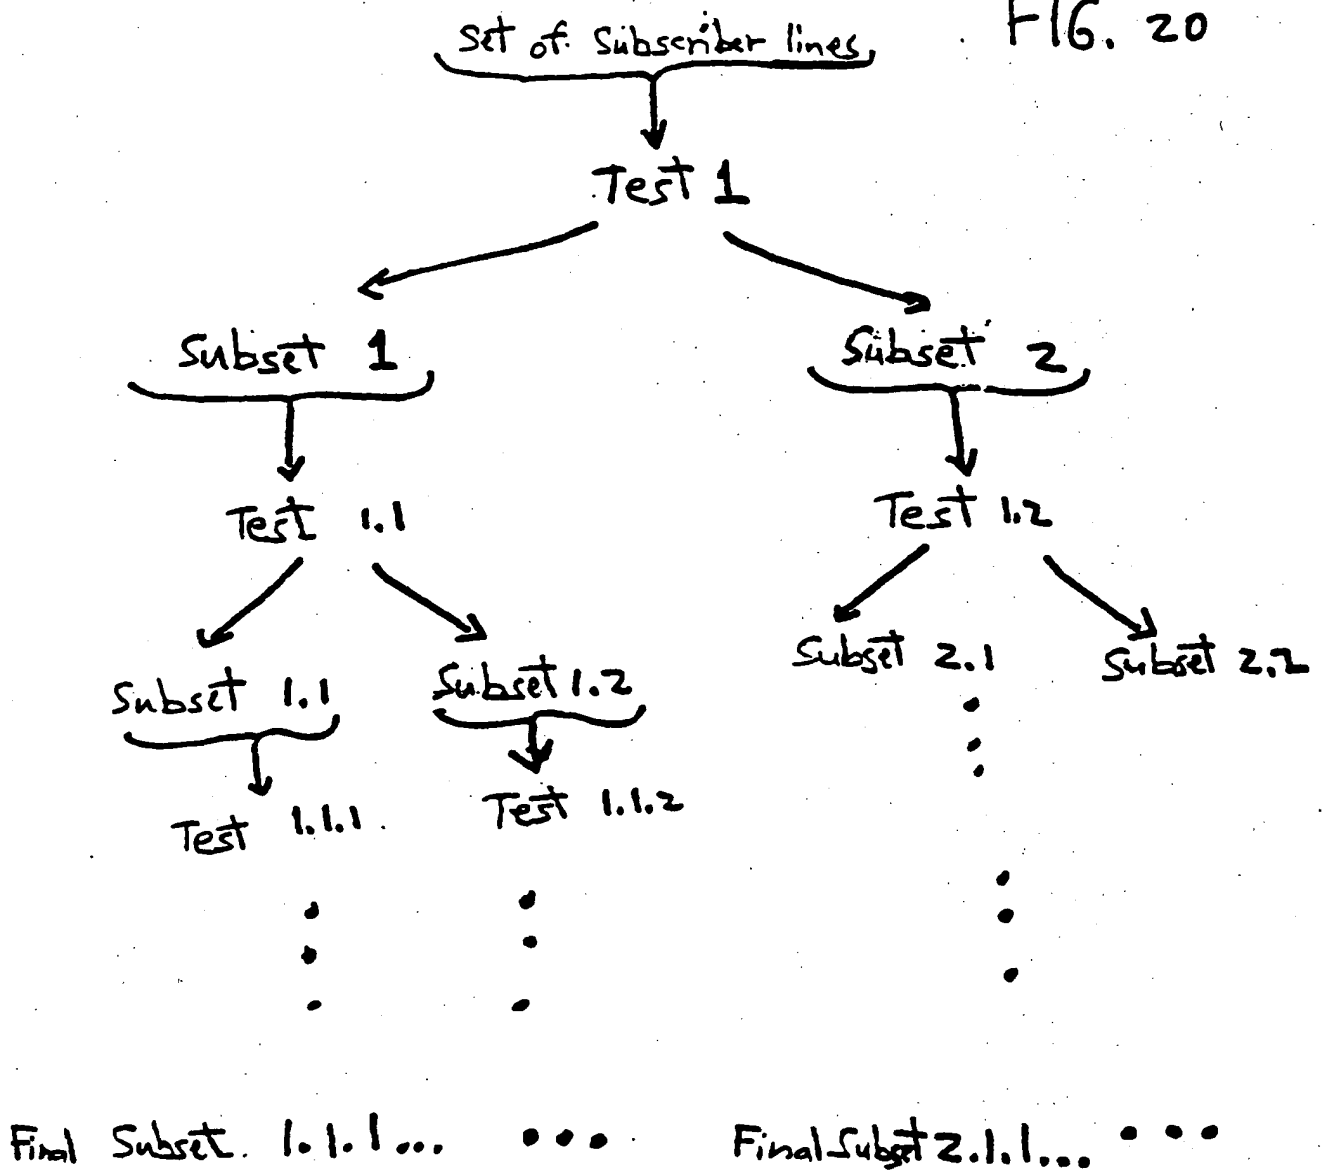 FIG. 20
Set of Subscriber lines
Test 1
Subset 1
Subset 2
Test 1.1
Test 1.2
Subset 1.1
Subset 1.2
Subset 2.1
Subset 2.2
Test 1.1.1
Test 1.1.2
Final Subset 1.1.1... ...
Final Subset 2.1.1... ...